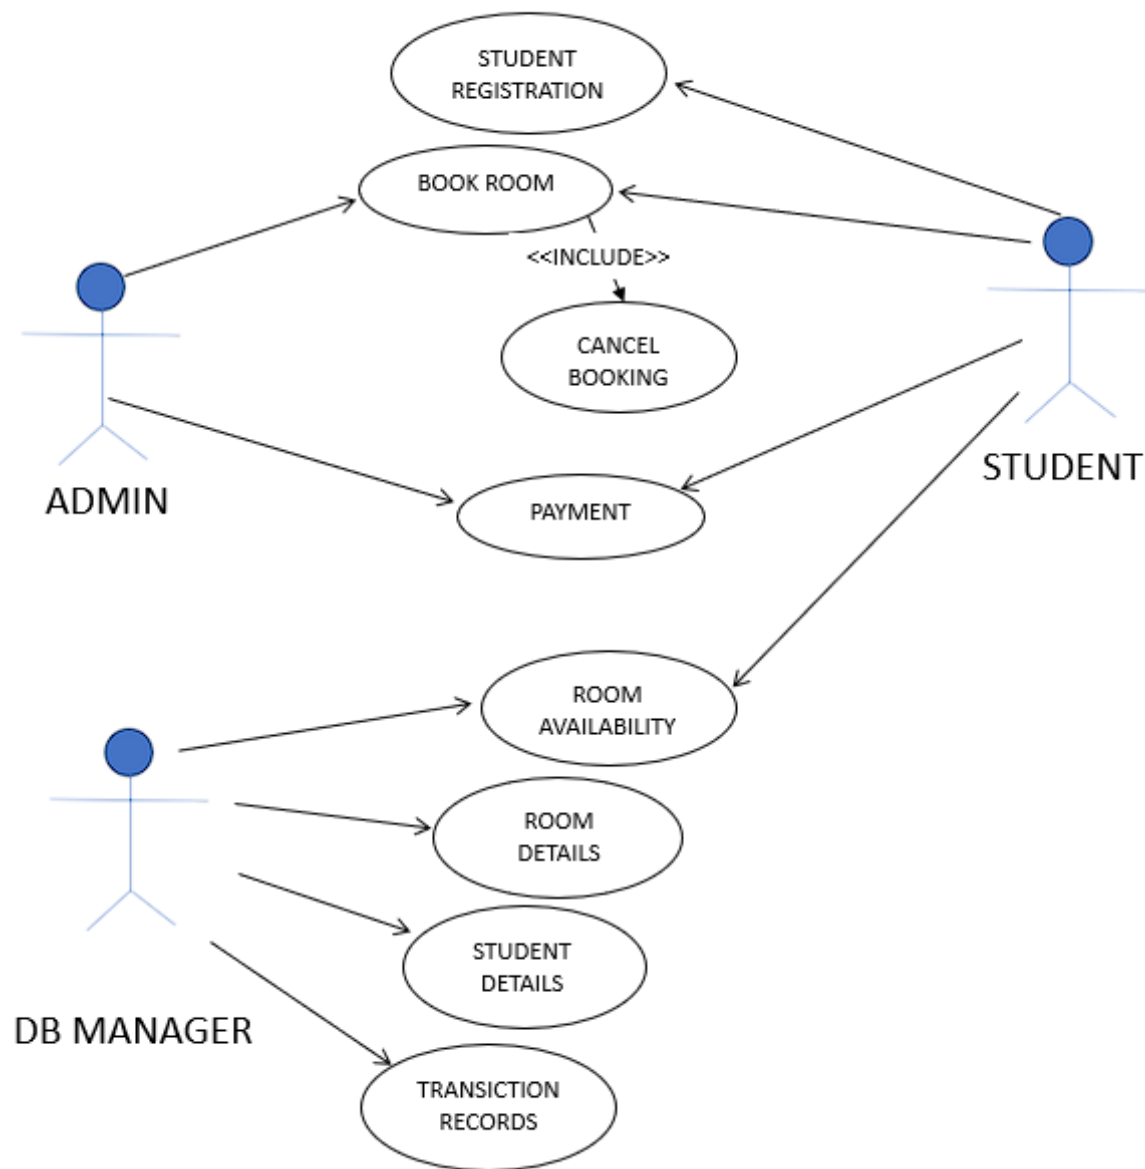 STUDENT
REGISTRATION
BOOK ROOM
<<INCLUDE>>
CANCEL
BOOKING
ADMIN
STUDENT
PAYMENT
ROOM
AVAILABILITY
ROOM
DETAILS
STUDENT
DETAILS
DB MANAGER
TRANSICTION
RECORDS